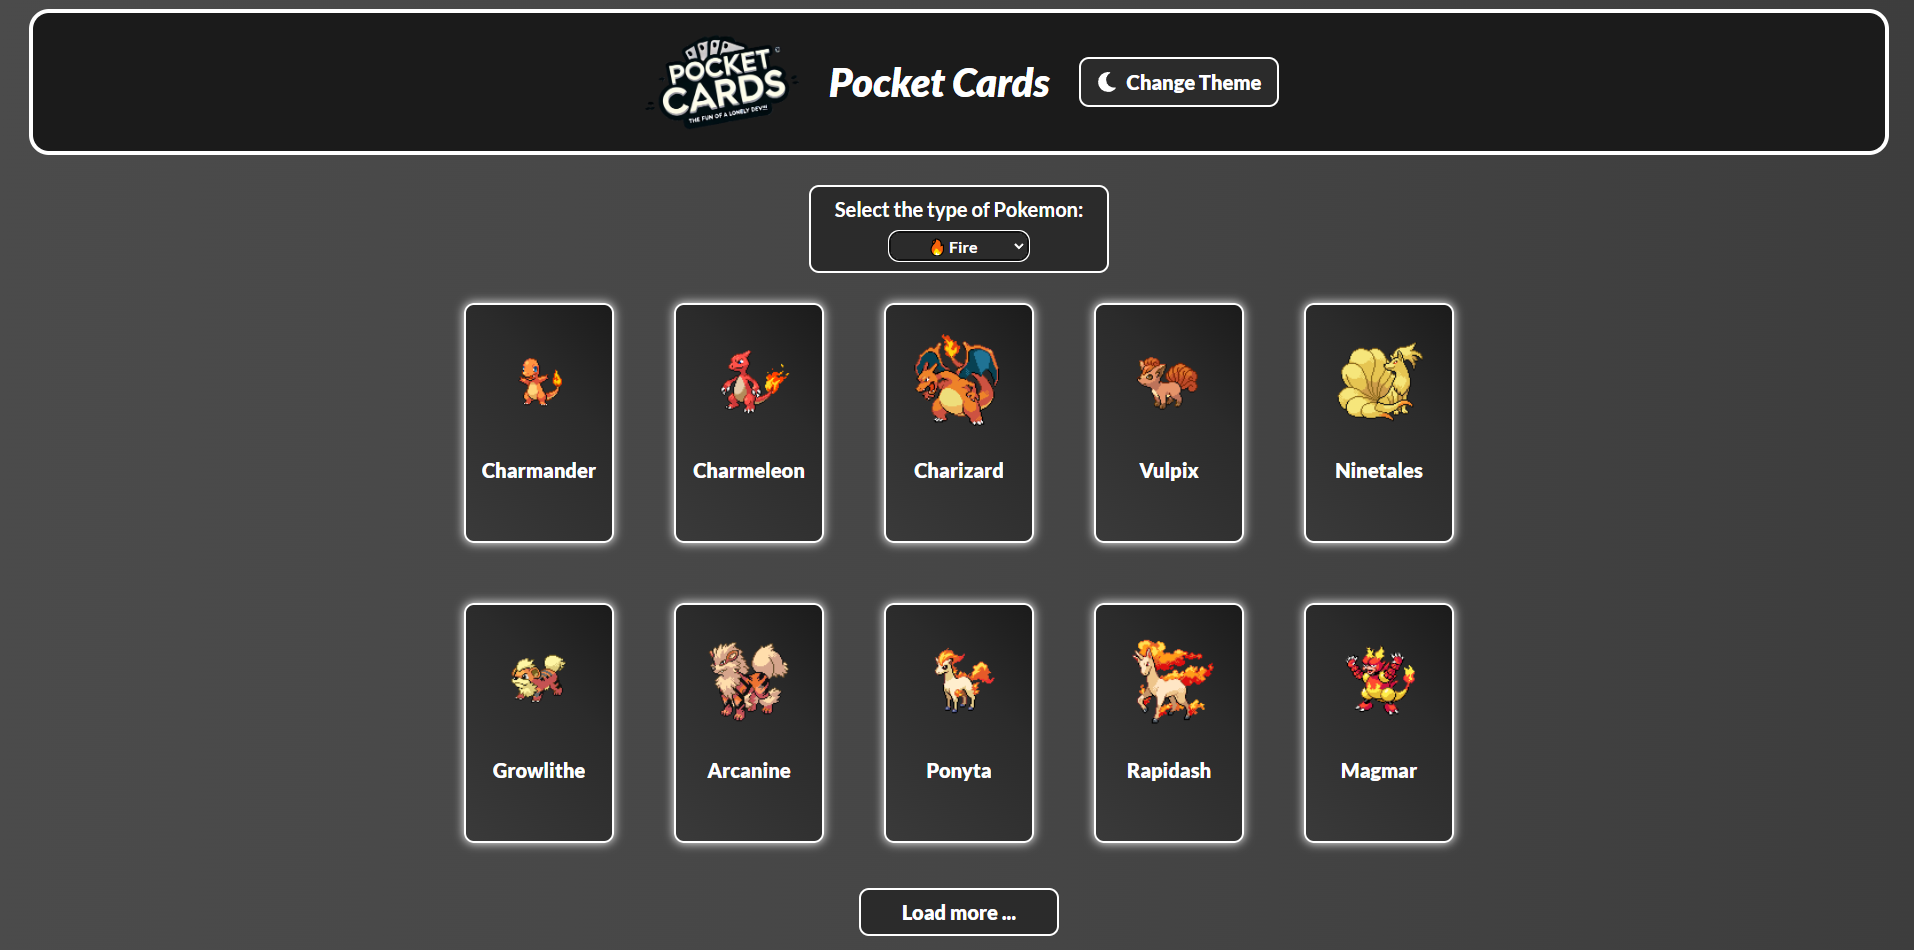 POCKET
CARDS
THE FUN OF A LONELY DEV!!!
Pocket Cards
Change Theme
Select the type of Pokemon:
🔥 Fire
Charmander
Charmeleon
Charizard
Vulpix
Ninetales
Growlithe
Arcanine
Ponyta
Rapidash
Magmar
Load more ...